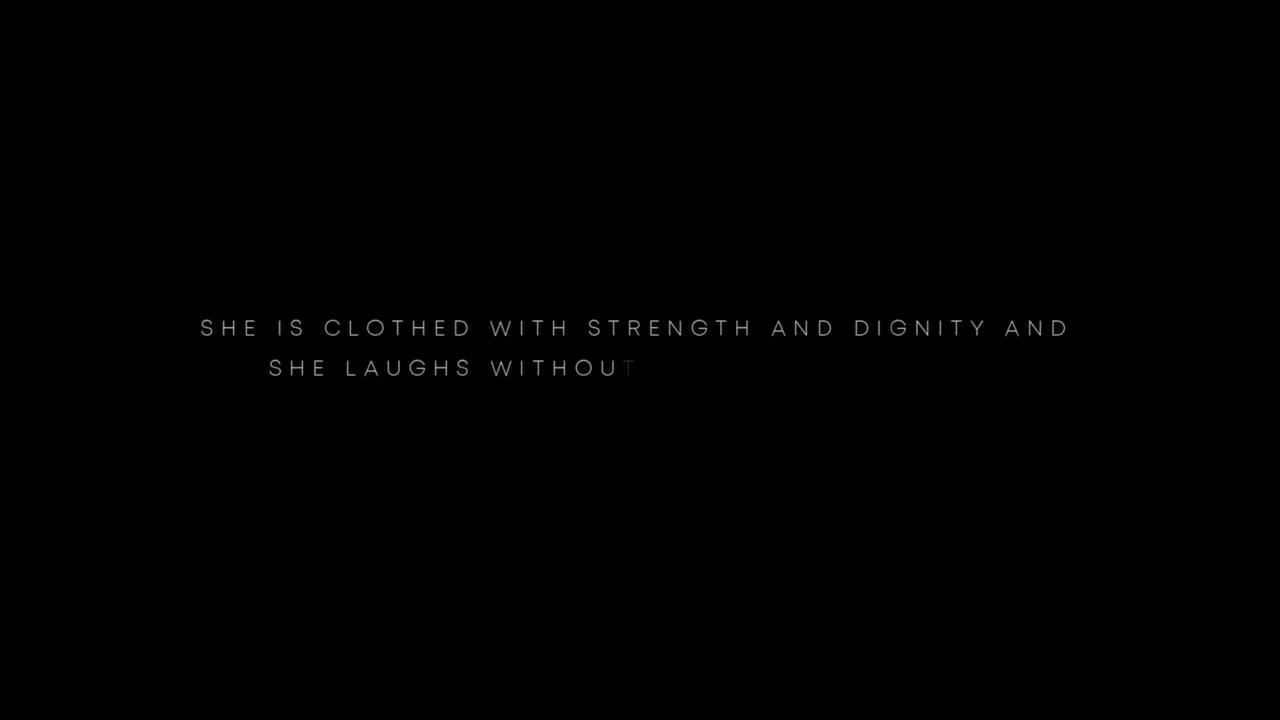 SHE IS CLOTHED WITH STRENGTH AND DIGNITY AND
SHE LAUGHS WITHOUT